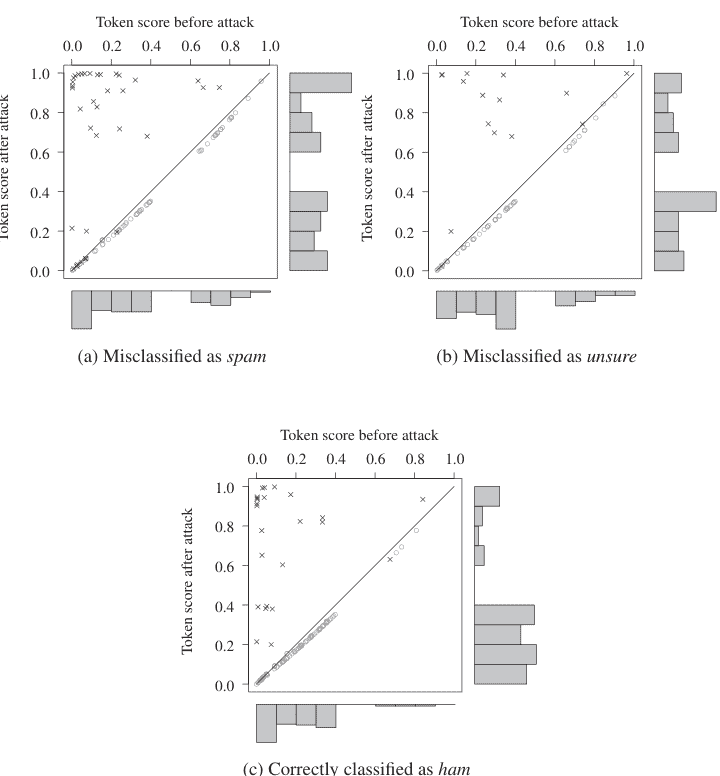 Token score before attack
0.0 0.2 0.4 0.6 0.8 1.0
Token score after attack
1.0
0.8
0.6
0.4
0.2
0.0
(a) Misclassified as spam
Token score before attack
0.0 0.2 0.4 0.6 0.8 1.0
Token score after attack
1.0
0.8
0.6
0.4
0.2
0.0
(b) Misclassified as unsure
Token score before attack
0.0 0.2 0.4 0.6 0.8 1.0
Token score after attack
1.0
0.8
0.6
0.4
0.2
0.0
(c) Correctly classified as ham